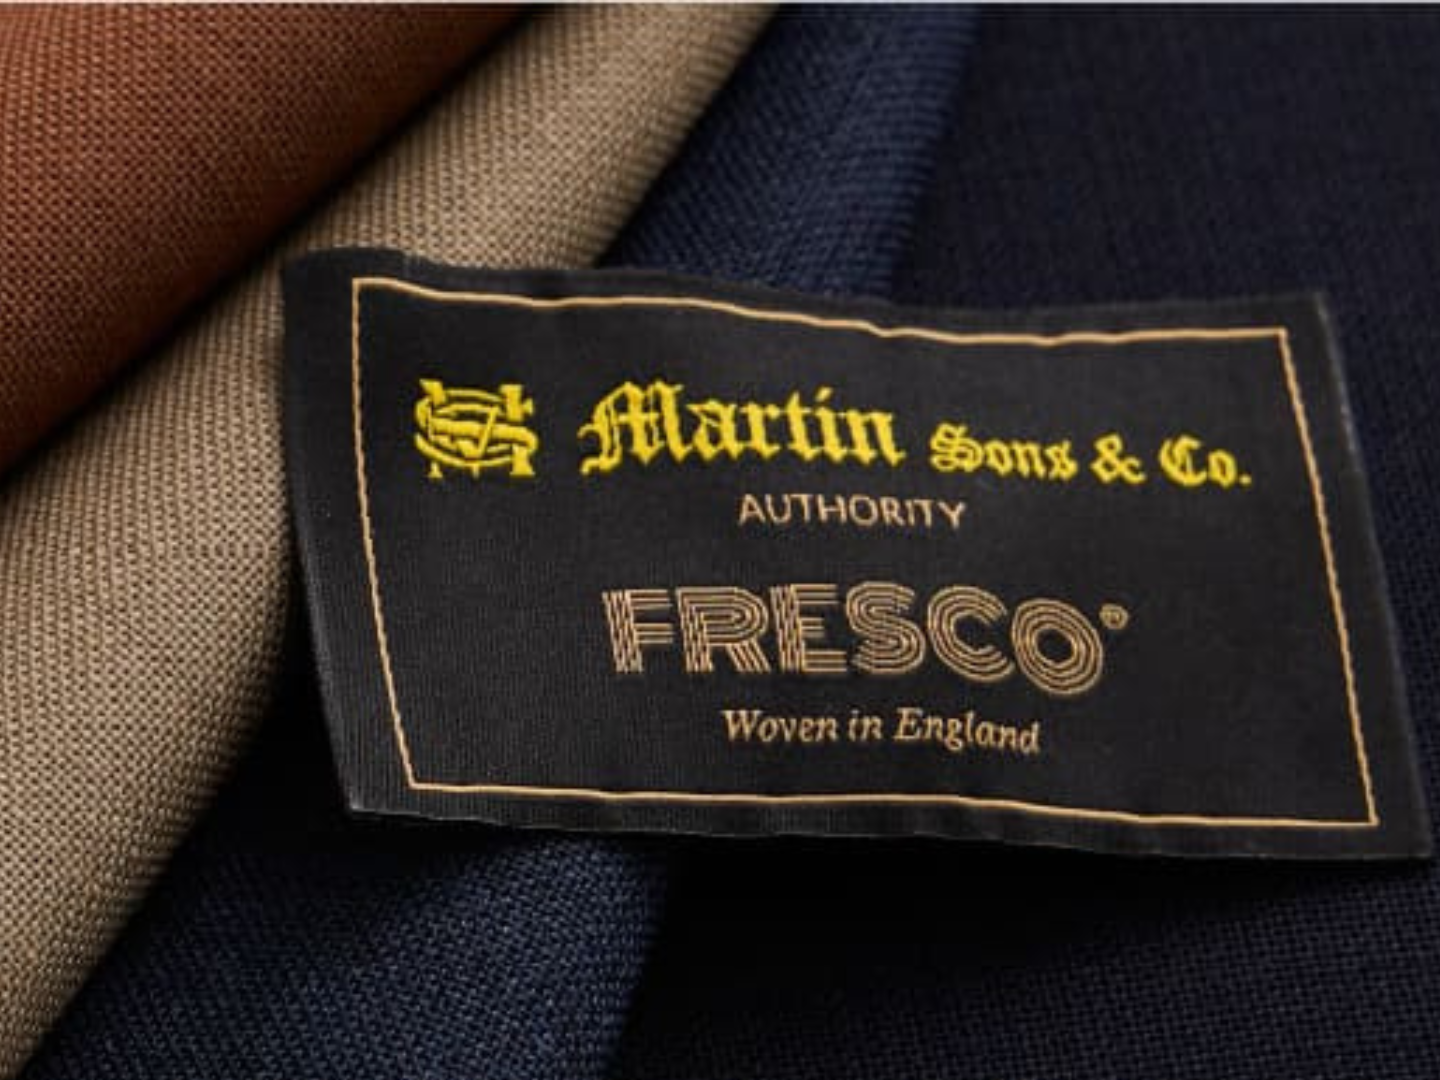 Martin Sons & Co.
AUTHORITY
FRESCO®
Woven in England